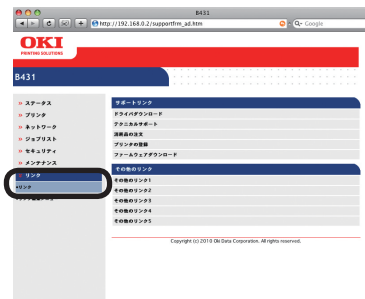 B431
http://192.168.0.2/supportfrm_ad.htm
Q- Google
OKI
PRINTING SOLUTIONS
B431
» ステータス
» プリンタ
» ネットワーク
» ジョブリスト
» セキュリティ
» メンテナンス
» リンク
•リンク
サポートリンク
ドライバダウンロード
テクニカルサポート
消耗品の注文
プリンタの登録
ファームウェアダウンロード
その他のリンク
その他のリンク1
その他のリンク2
その他のリンク3
その他のリンク4
その他のリンク5
Copyright (c) 2010 Oki Data Corporation. All rights reserved.